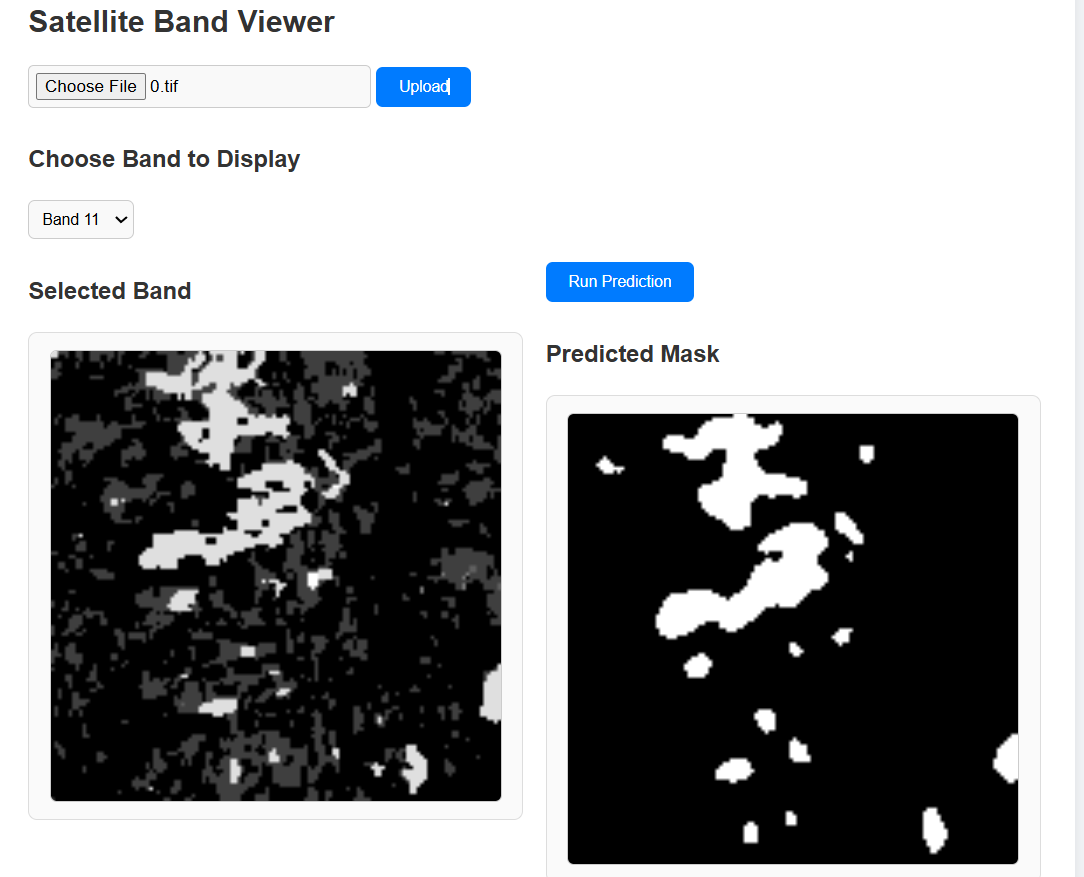 Satellite Band Viewer
Choose File 0.tif Upload
Choose Band to Display
Band 11
Selected Band
Run Prediction
Predicted Mask